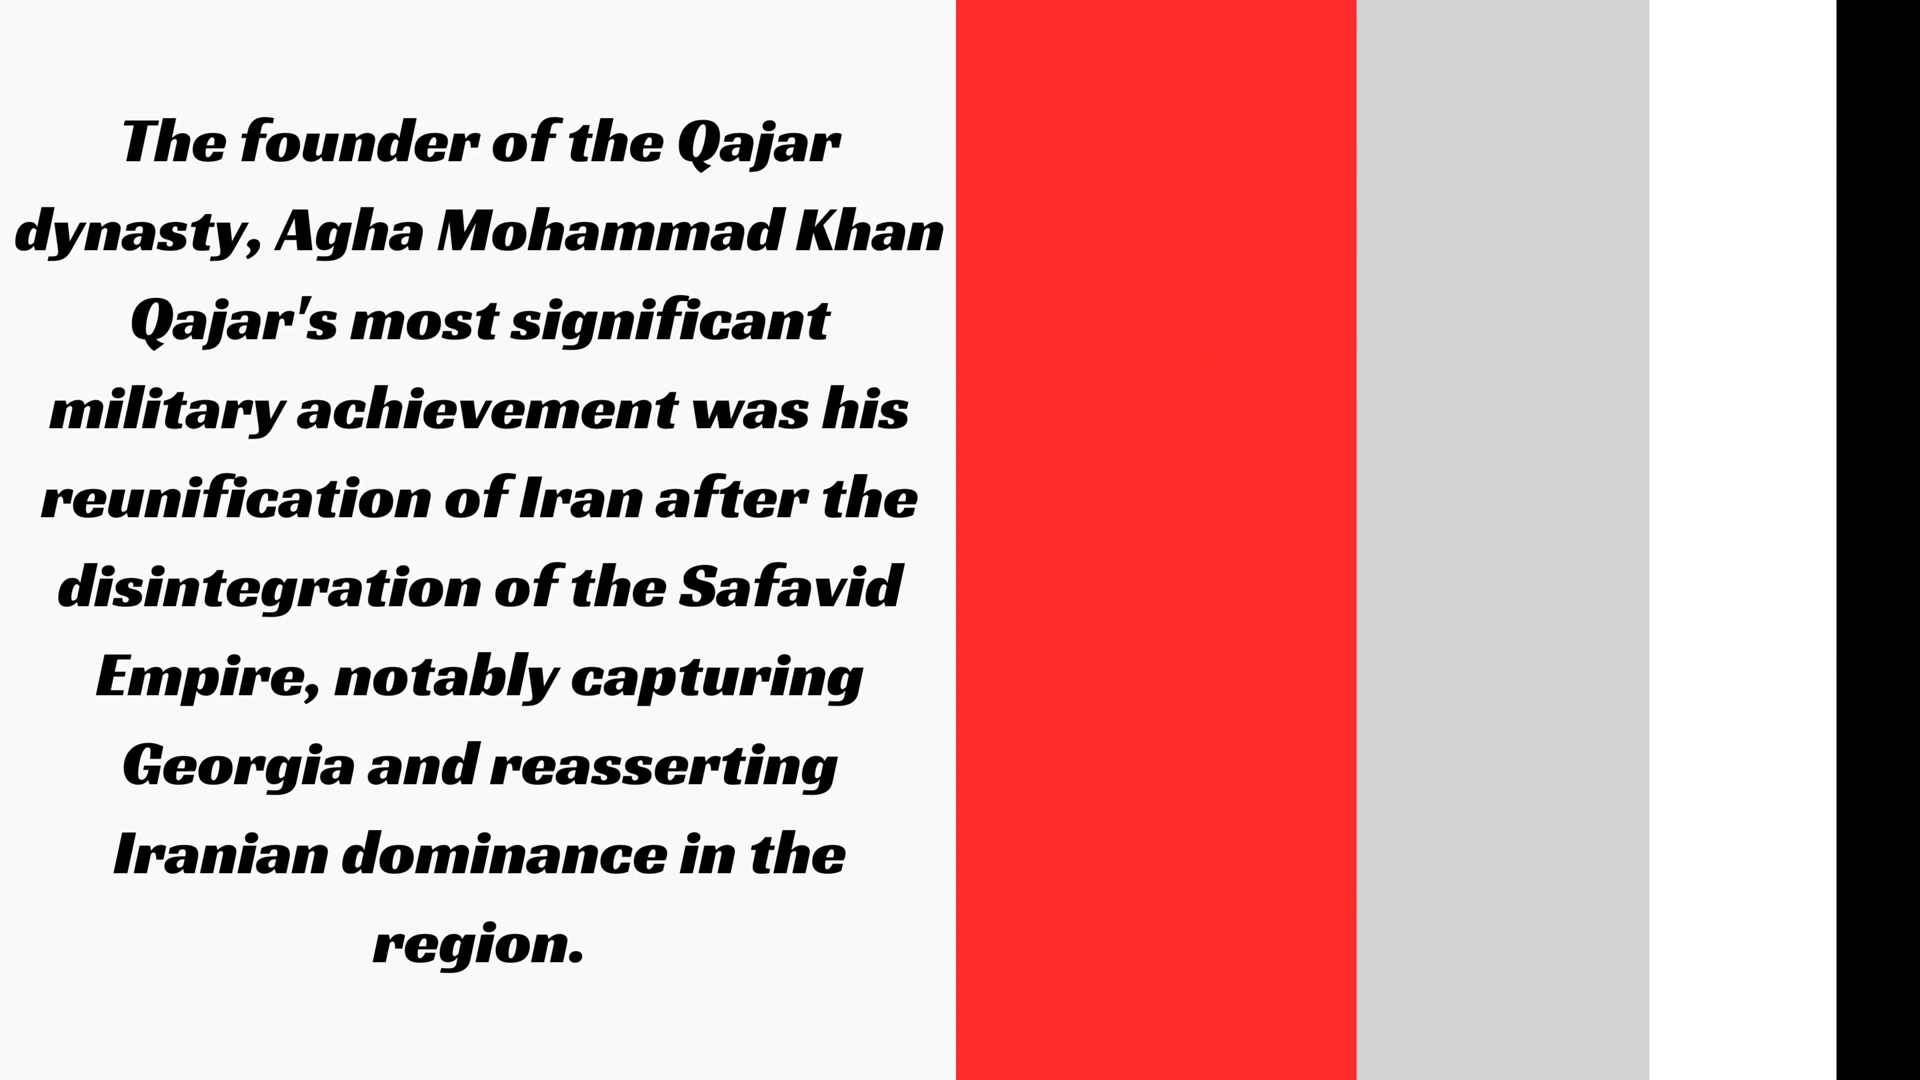 The founder of the Qajar
dynasty, Agha Mohammad Khan
Qajar's most significant
military achievement was his
reunification of Iran after the
disintegration of the Safavid
Empire, notably capturing
Georgia and reasserting
Iranian dominance in the
region.